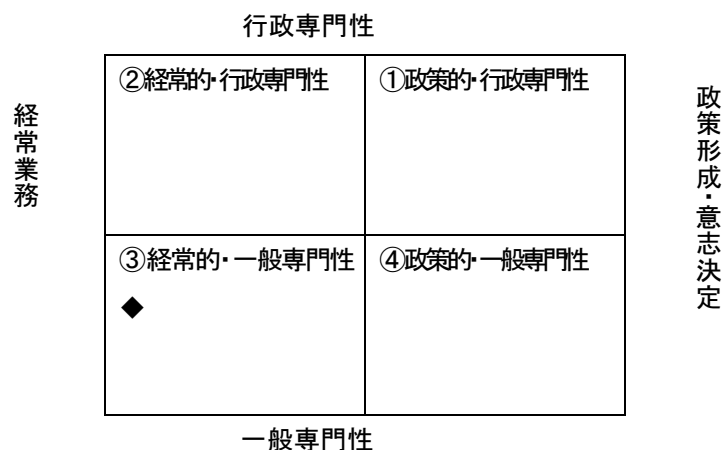 行政専門性
②経常的・行政専門性
①政策的・行政専門性
経常業務
政策形成・意志決定
③経常的・一般専門性
④政策的・一般専門性
◆
一般専門性